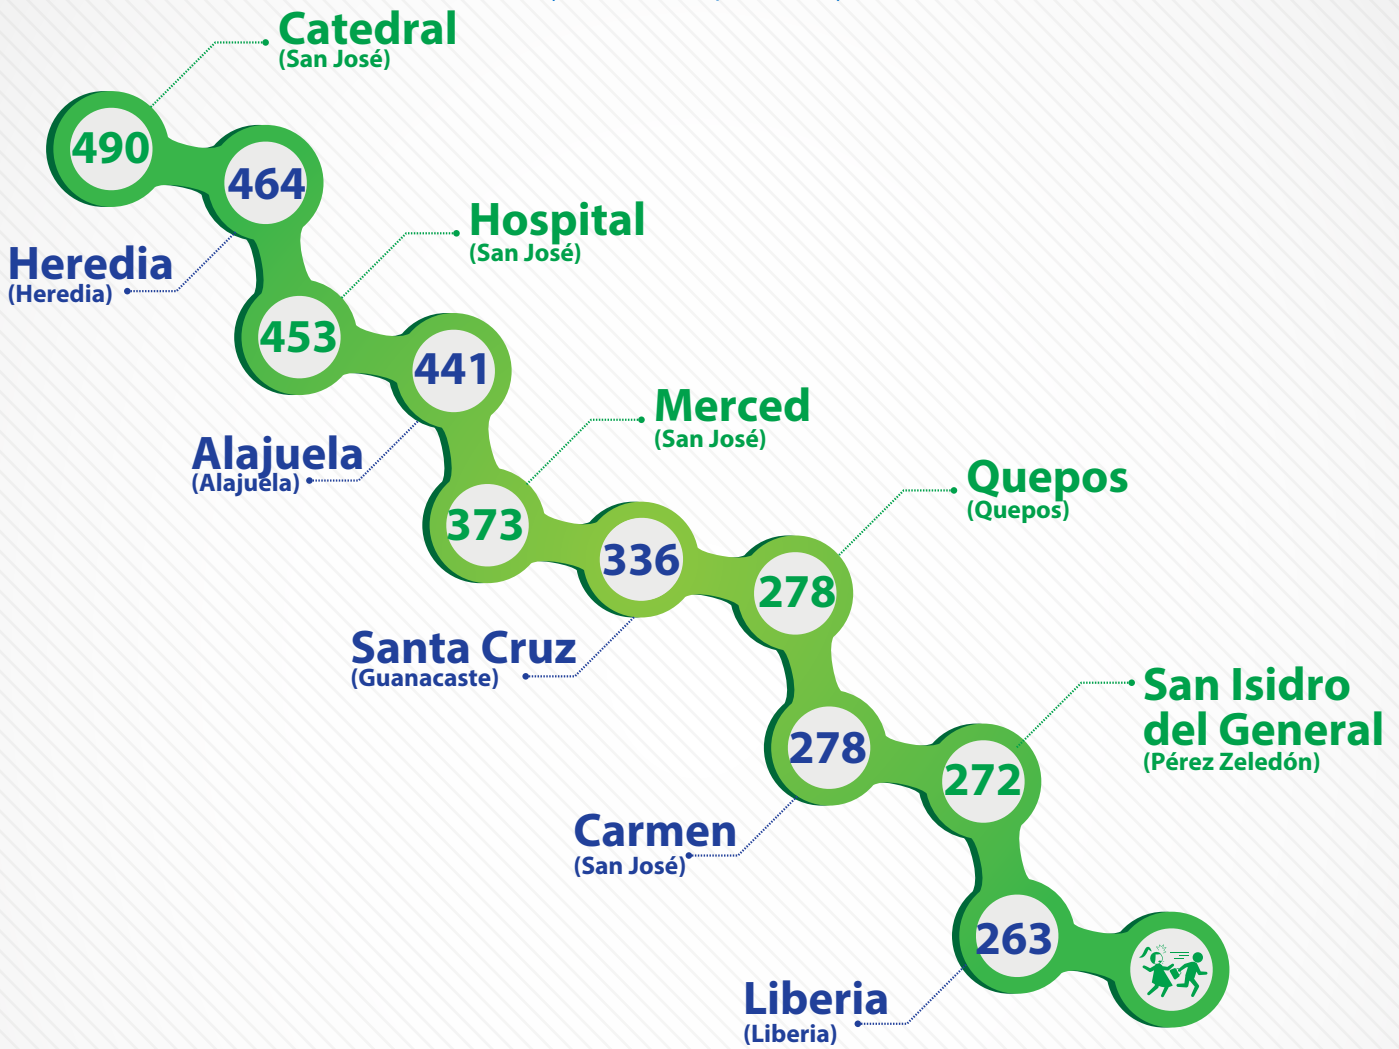 Catedral
(San José)
490
464
Heredia
(Heredia)
Hospital
(San José)
453
441
Alajuela
(Alajuela)
Merced
(San José)
373
336
Santa Cruz
(Guanacaste)
278
Quepos
(Quepos)
278
Carmen
(San José)
272
San Isidro
del General
(Pérez Zeledón)
263
Liberia
(Liberia)